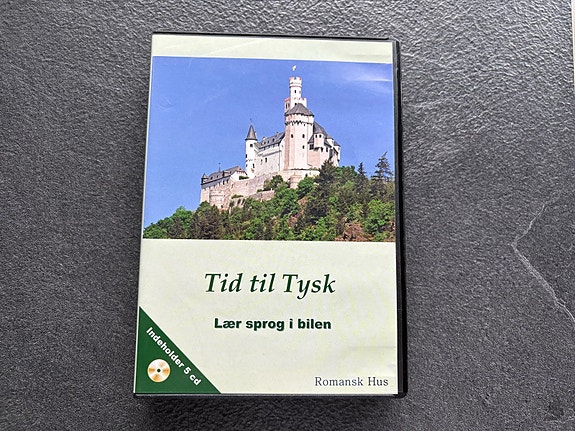 Tid til Tysk
Lær sprog i bilen
Indeholder 5 cd
Romansk Hus